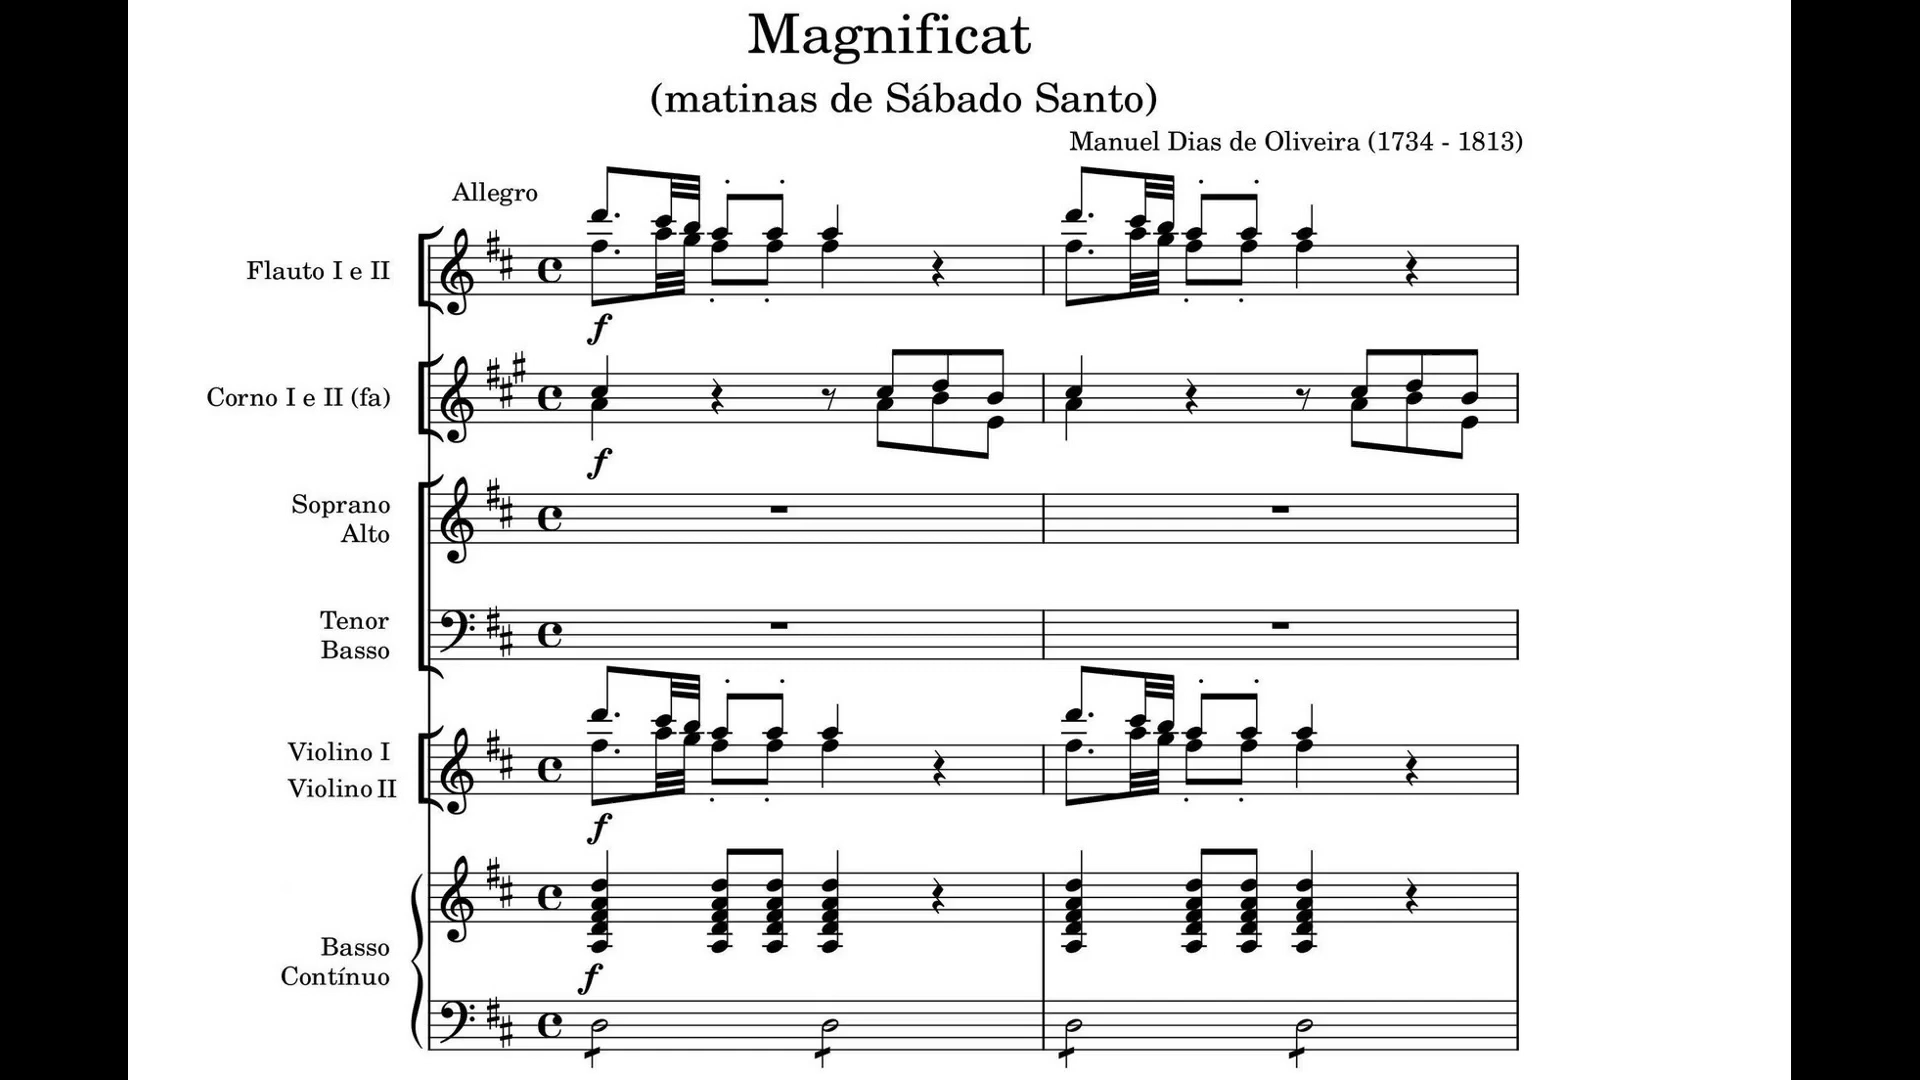 Magnificat
(matinas de Sábado Santo)
Manuel Dias de Oliveira (1734 - 1813)
Allegro
Flauto I e II
f
Corno I e II (fa)
f
Soprano
Alto
Tenor
Basso
Violino I
Violino II
f
Basso
Contínuo
f